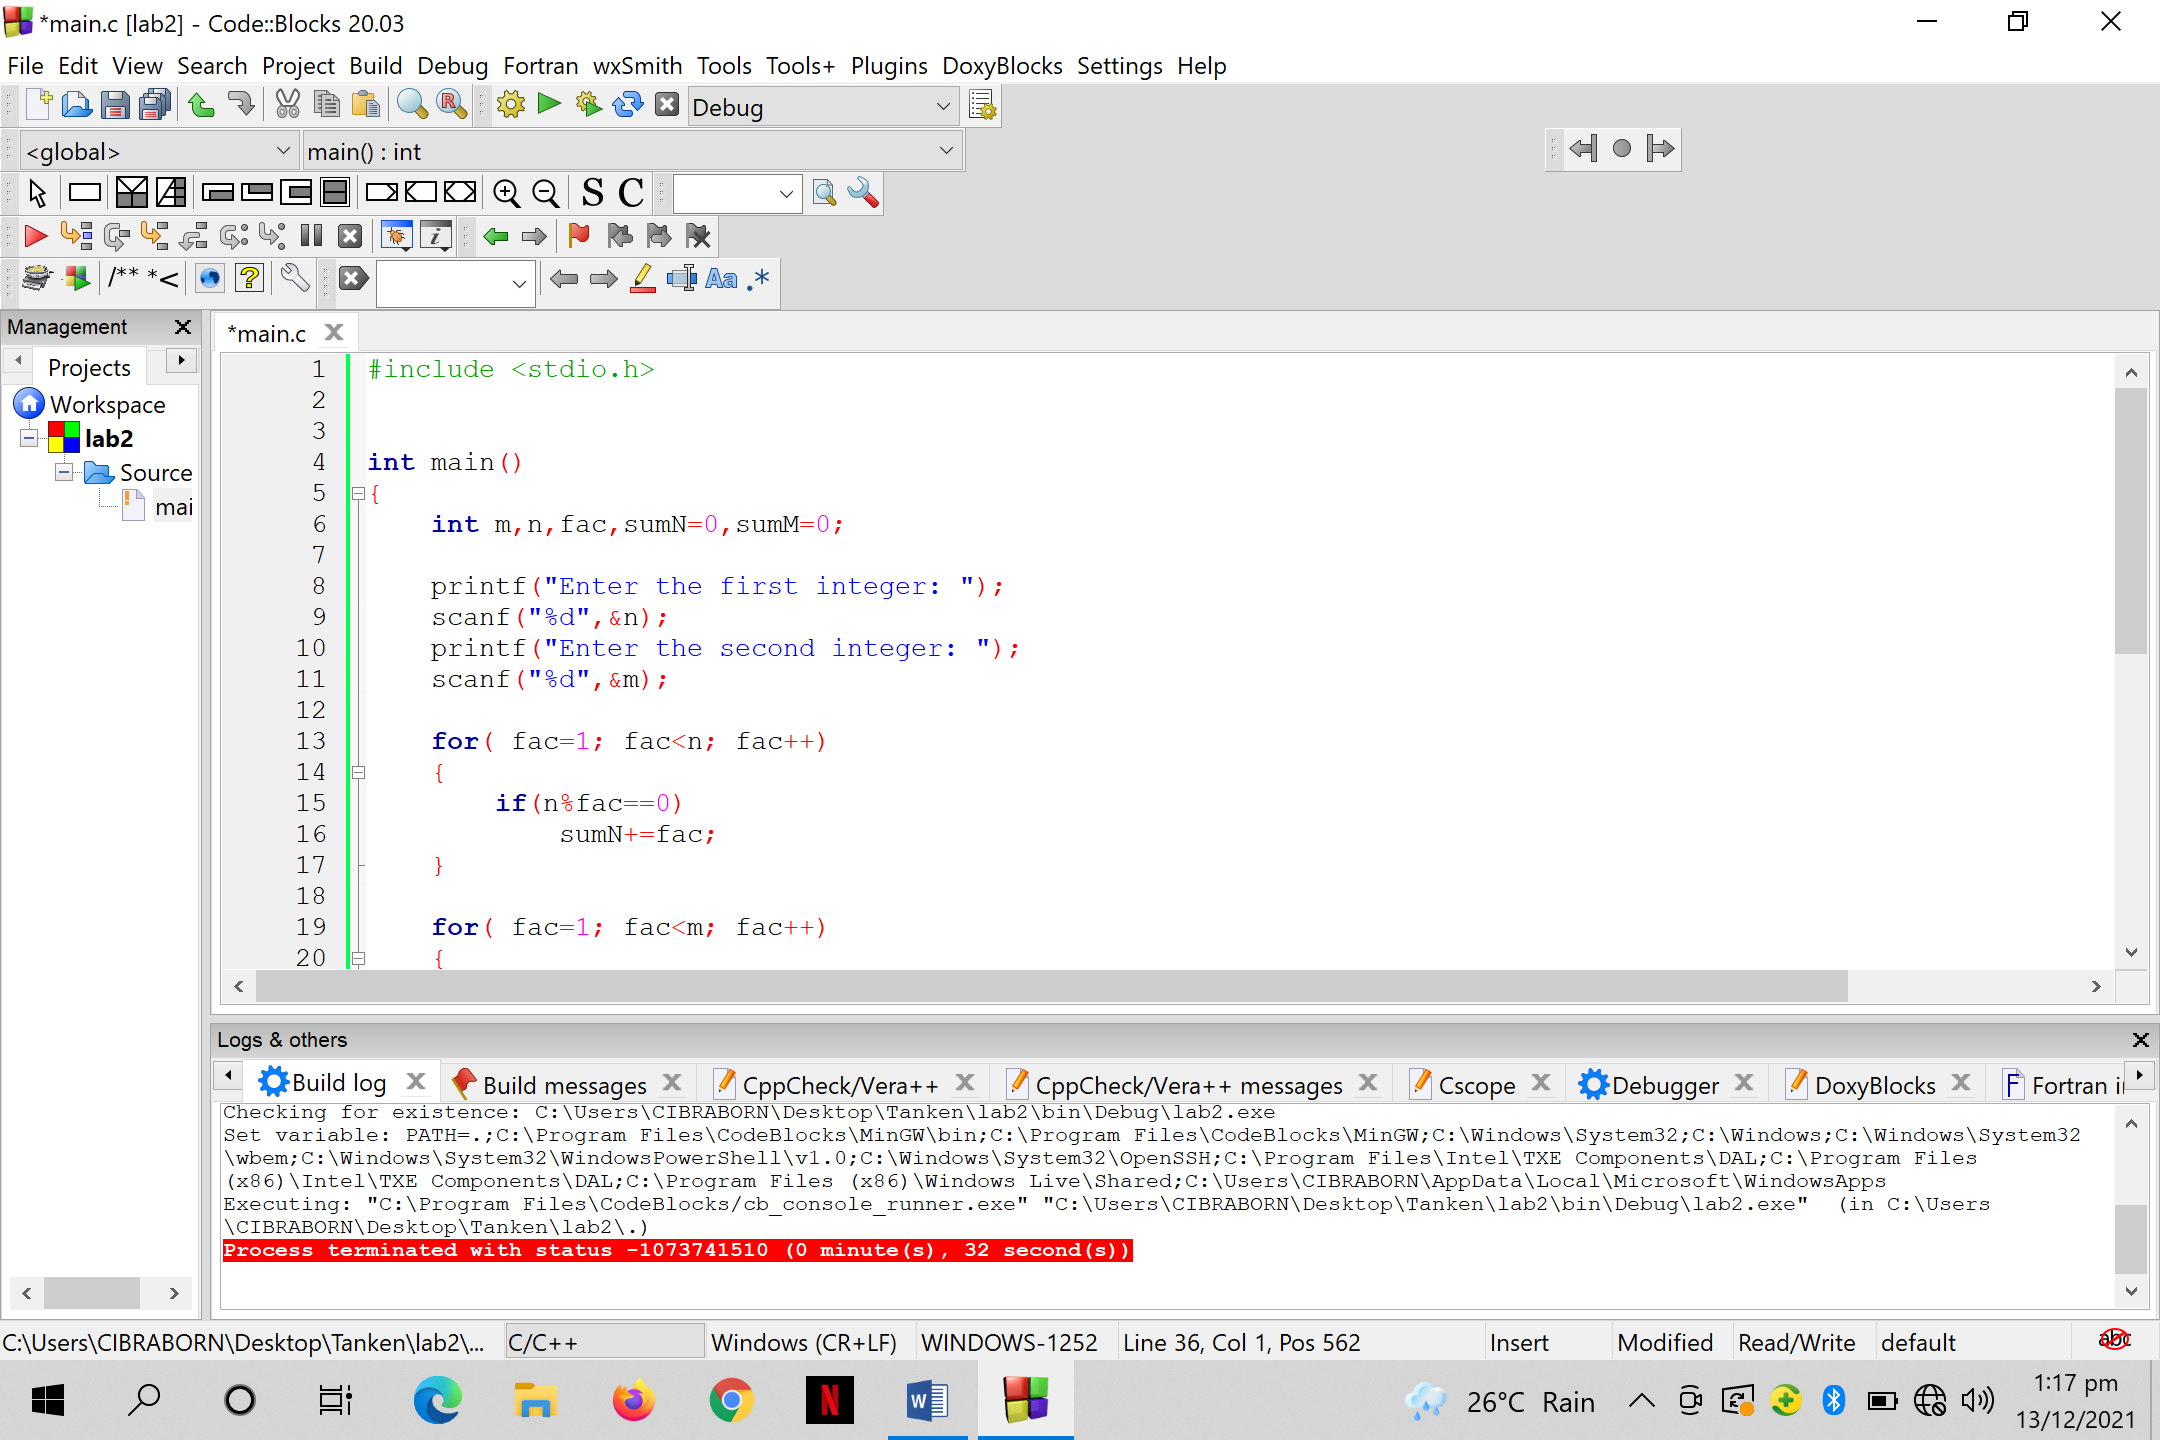 *main.c [lab2] - Code::Blocks 20.03
File Edit View Search Project Build Debug Fortran wxSmith Tools Tools+ Plugins DoxyBlocks Settings Help
Debug
<global> main() : int
S C
/** *<
Aa .*
Management
*main.c
Projects
Workspace
lab2
Source
mai
1 #include <stdio.h>
2
3
4 int main()
5 {
6 int m,n,fac,sumN=0,sumM=0;
7
8 printf("Enter the first integer: ");
9 scanf("%d",&n);
10 printf("Enter the second integer: ");
11 scanf("%d",&m);
12
13 for( fac=1; fac<n; fac++)
14 {
15 if(n%fac==0)
16 sumN+=fac;
17 }
18
19 for( fac=1; fac<m; fac++)
20 {
Logs & others
Build log Build messages CppCheck/Vera++ CppCheck/Vera++ messages Cscope Debugger DoxyBlocks Fortran i
Checking for existence: C:\Users\CIBRABORN\Desktop\Tanken\lab2\bin\Debug\lab2.exe
Set variable: PATH=.;C:\Program Files\CodeBlocks\MinGW\bin;C:\Program Files\CodeBlocks\MinGW;C:\Windows\System32;C:\Windows;C:\Windows\System32
\wbem;C:\Windows\System32\WindowsPowerShell\v1.0;C:\Windows\System32\OpenSSH;C:\Program Files\Intel\TXE Components\DAL;C:\Program Files
(x86)\Intel\TXE Components\DAL;C:\Program Files (x86)\Windows Live\Shared;C:\Users\CIBRABORN\AppData\Local\Microsoft\WindowsApps
Executing: "C:\Program Files\CodeBlocks/cb_console_runner.exe" "C:\Users\CIBRABORN\Desktop\Tanken\lab2\bin\Debug\lab2.exe" (in C:\Users
\CIBRABORN\Desktop\Tanken\lab2\.)
Process terminated with status -1073741510 (0 minute(s), 32 second(s))
C:\Users\CIBRABORN\Desktop\Tanken\lab2\... C/C++ Windows (CR+LF) WINDOWS-1252 Line 36, Col 1, Pos 562 Insert Modified Read/Write default abc
26°C Rain
1:17 pm
13/12/2021